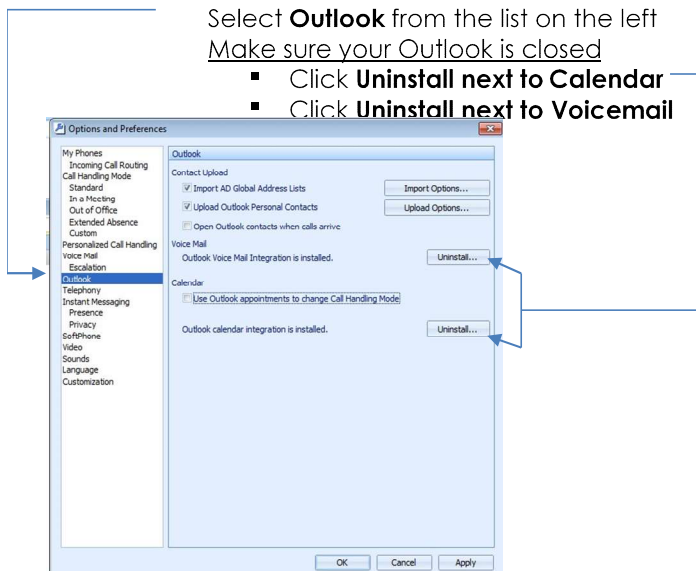 Select Outlook from the list on the left
Make sure your Outlook is closed
▪ Click Uninstall next to Calendar
▪ Click Uninstall next to Voicemail
Options and Preferences
My Phones
Incoming Call Routing
Call Handling Mode
Standard
In a Meeting
Out of Office
Extended Absence
Custom
Personalized Call Handling
Voice Mail
Escalation
Outlook
Telephony
Instant Messaging
Presence
Privacy
SoftPhone
Video
Sounds
Language
Customization
Outlook
Contact Upload
Import AD Global Address Lists
Import Options...
Upload Outlook Personal Contacts
Upload Options...
Open Outlook contacts when calls arrive
Voice Mail
Outlook Voice Mail Integration is installed.
Uninstall...
Calendar
Use Outlook appointments to change Call Handling Mode
Outlook calendar integration is installed.
Uninstall...
OK Cancel Apply